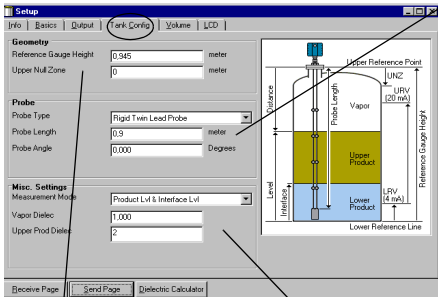 Setup
Info Basics Output Tank Config Volume LCD
Geometry
Reference Gauge Height 0,945 meter
Upper Null Zone 0 meter
Probe
Probe Type Rigid Twin Lead Probe
Probe Length 0,9 meter
Probe Angle 0,000 Degrees
Misc. Settings
Measurement Mode Product Lvl & Interface Lvl
Vapor Dielec 1,000
Upper Prod Dielec 2
Receive Page Send Page Dielectric Calculator
Upper Reference Point
UNZ
URV
(20 mA)
Distance
Probe Length
Vapor
Reference Gauge Height
Upper
Product
Level
Interface
Lower
Product
LRV
(4 mA)
Lower Reference Line